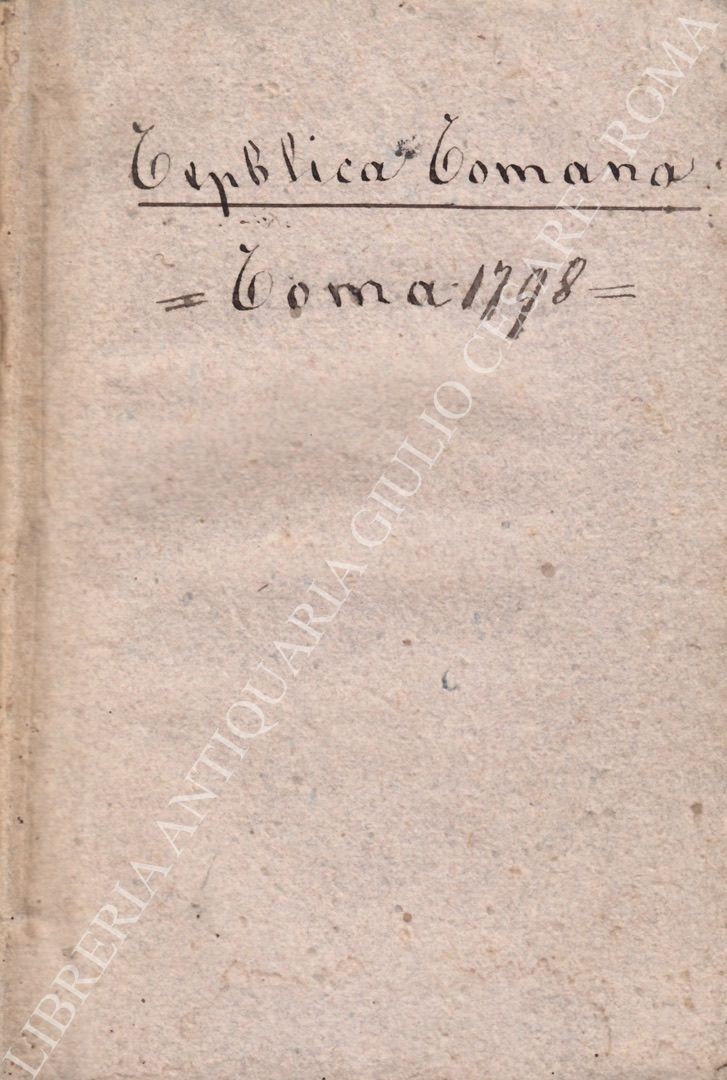 Repblica Romana
= Roma 1798 =
LIBRERIA ANTIQUARIA GIULIO CESARE ROMA